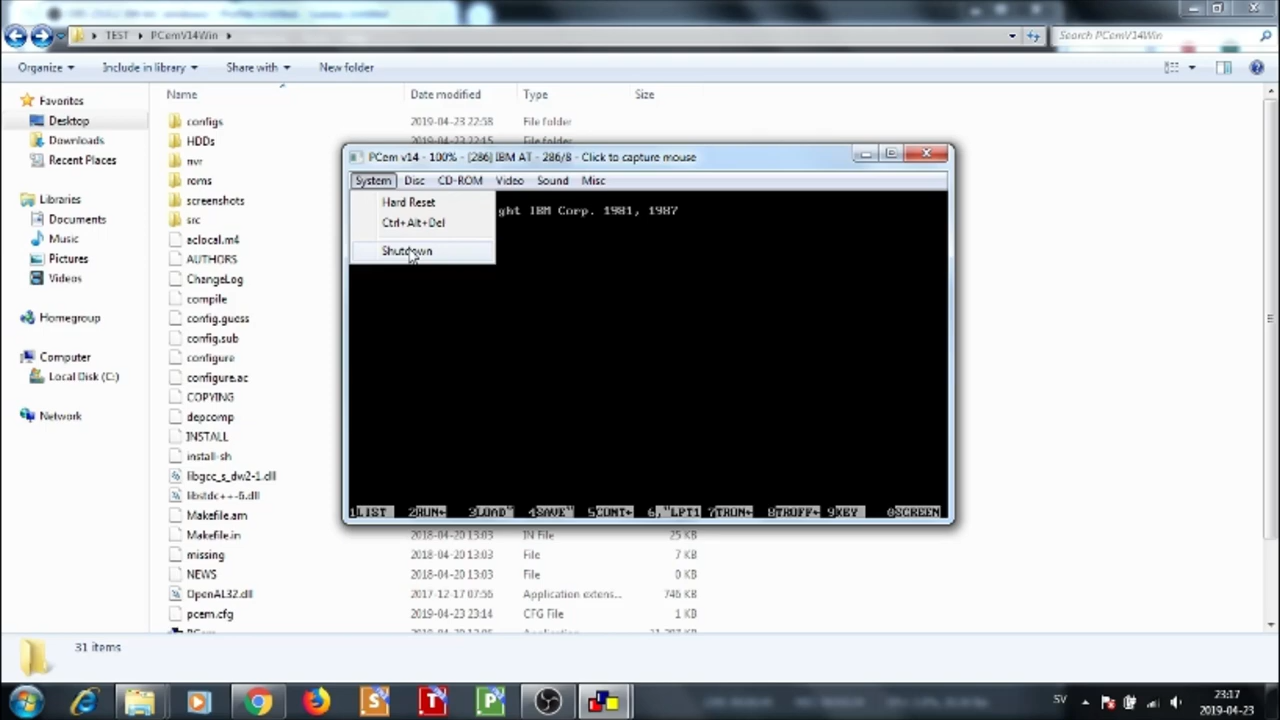 TEST PCemV14Win
Search PCemV14Win
Organize Include in library Share with New folder
Name Date modified Type Size
Favorites
Desktop
Downloads
Recent Places
Libraries
Documents
Music
Pictures
Videos
Homegroup
Computer
Local Disk (C:)
Network
configs 2019-04-23 22:58 File folder
HDDs 2019-04-23 22:15 File folder
nvr
roms
screenshots
src
aclocal.m4
AUTHORS
ChangeLog
compile
config.guess
config.sub
configure
configure.ac
COPYING
depcomp
INSTALL
install-sh
libgcc_s_dw2-1.dll
libstdc++-6.dll
Makefile.am
Makefile.in 2018-04-20 13:03 IN File 25 KB
missing 2018-04-20 13:03 File 7 KB
NEWS 2018-04-20 13:03 File 0 KB
OpenAL32.dll 2017-12-17 07:56 Application extens... 746 KB
pcem.cfg 2019-04-23 23:14 CFG File 1 KB
PCem v14 - 100% - [286] IBM AT - 286/8 - Click to capture mouse
System Disc CD-ROM Video Sound Misc
Hard Reset
Ctrl+Alt+Del
Shutdown
ght IBM Corp. 1981, 1987
1LIST 2RUN← 3LOAD" 4SAVE" 5CONT← 6,"LPT1 7TRON← 8TROFF← 9KEY 0SCREEN
31 items
SV
23:17
2019-04-23